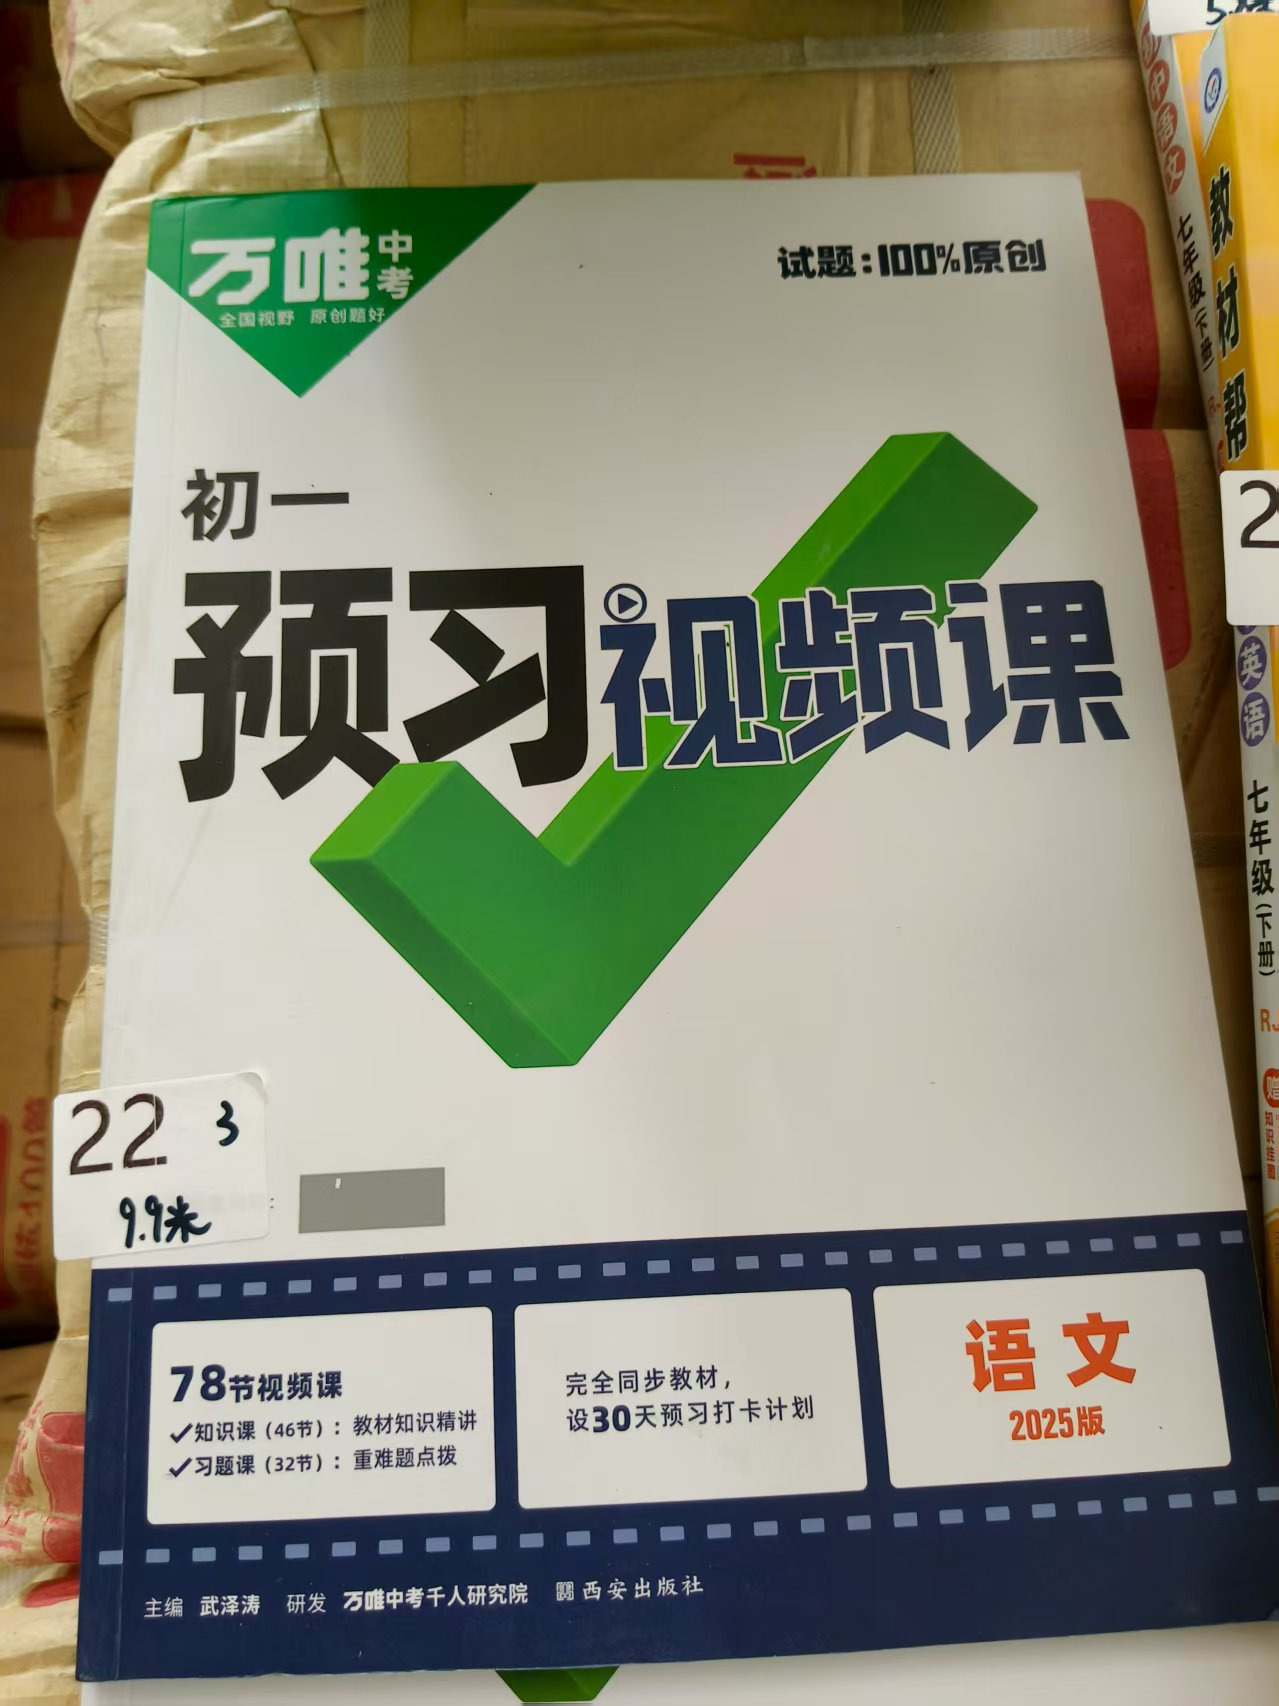 万唯中考
全国视野 原创题好
试题:100%原创
初一
预习视频课
22 3
9.9米
78节视频课
知识课(46节):教材知识精讲
习题课(32节):重难题点拨
完全同步教材,
设30天预习打卡计划
语文
2025版
主编 武泽涛 研发 万唯中考千人研究院 西安出版社
七年级(下册)
教材帮
2
英语
七年级(下册)
RJ
知识挂图